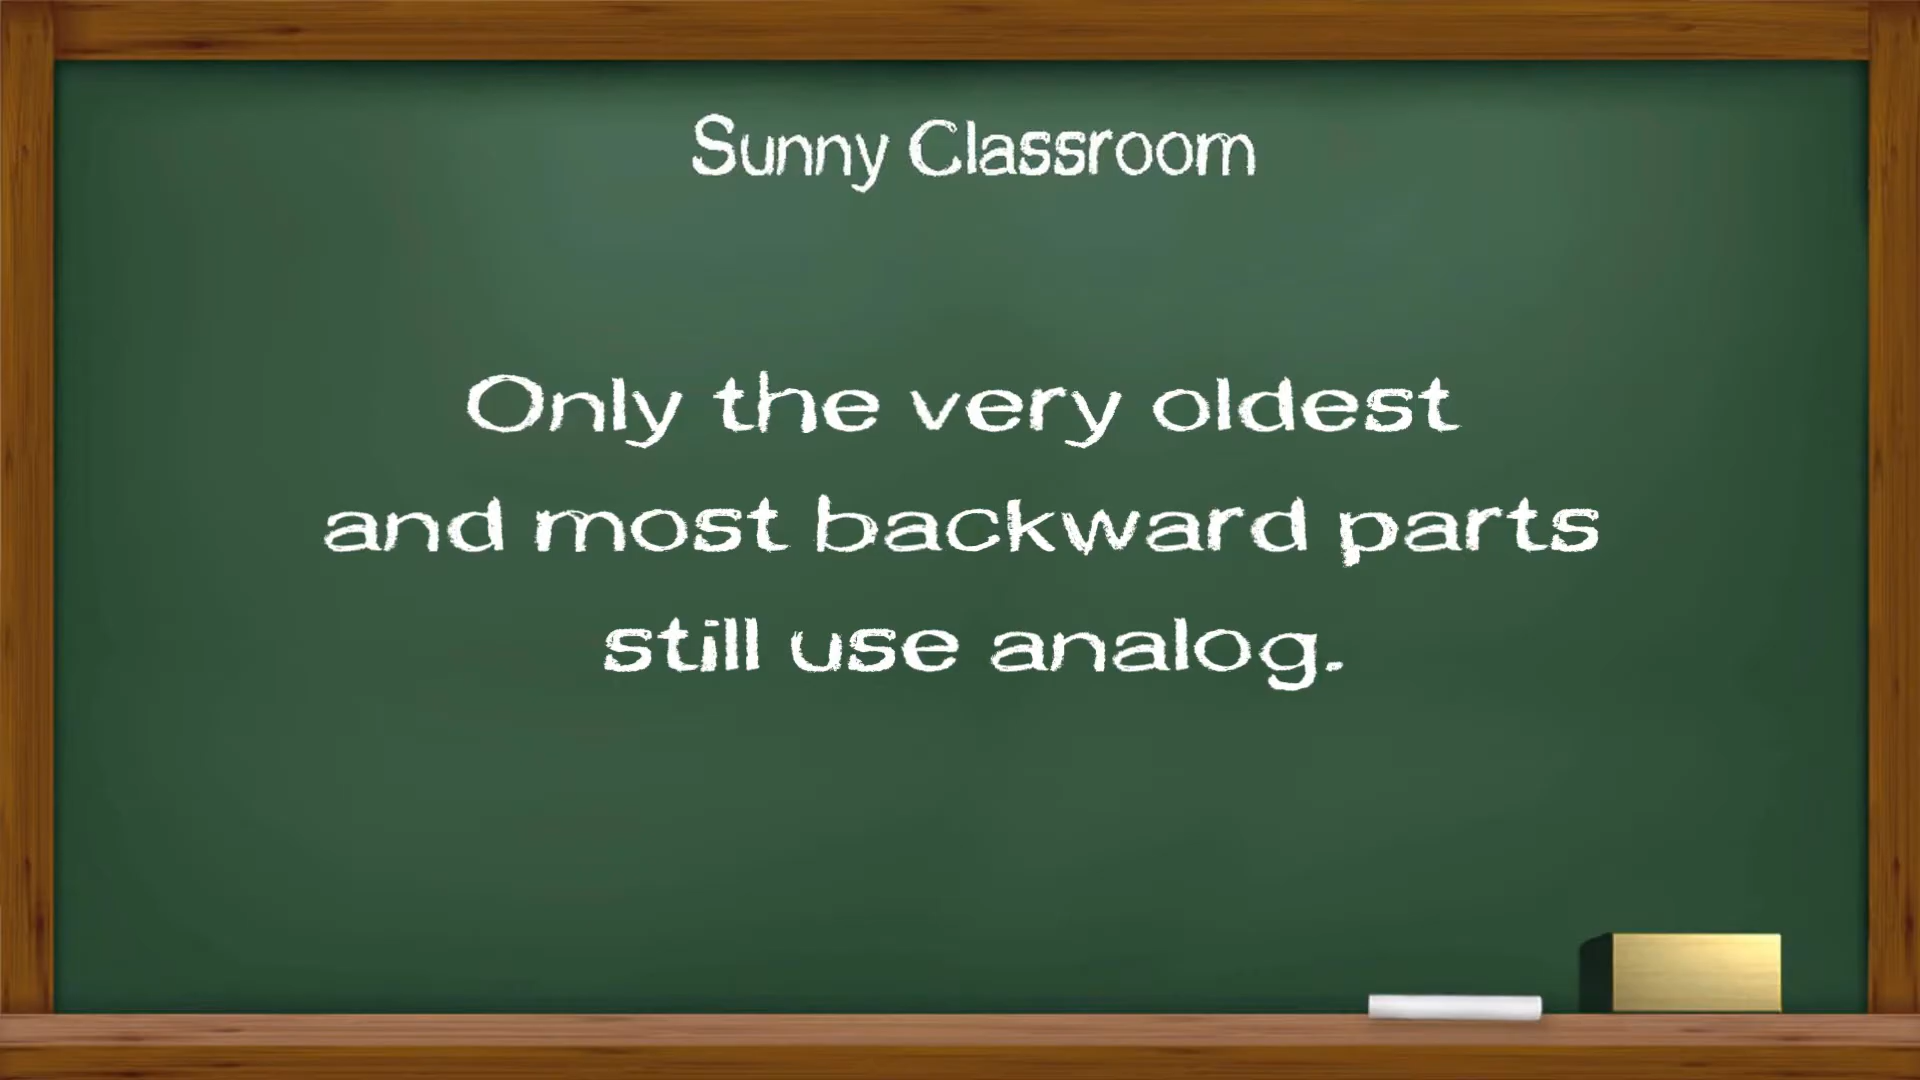 Sunny Classroom
Only the very oldest
and most backward parts
still use analog.